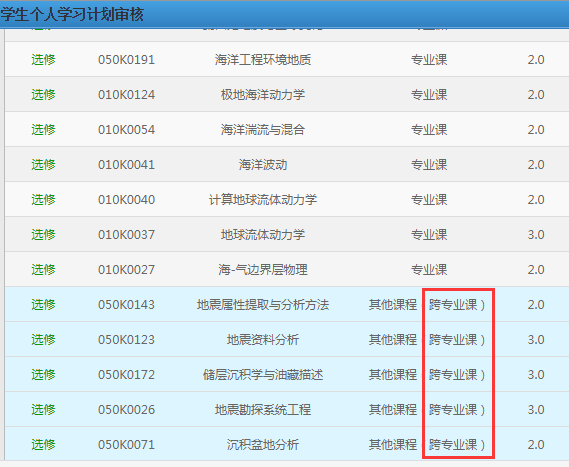 学生个人学习计划审核
选修 050K0191 海洋工程环境地质 专业课 2.0
选修 010K0124 极地海洋动力学 专业课 2.0
选修 010K0054 海洋湍流与混合 专业课 2.0
选修 010K0041 海洋波动 专业课 2.0
选修 010K0040 计算地球流体动力学 专业课 2.0
选修 010K0037 地球流体动力学 专业课 3.0
选修 010K0027 海-气边界层物理 专业课 2.0
选修 050K0143 地震属性提取与分析方法 其他课程（跨专业课） 2.0
选修 050K0123 地震资料分析 其他课程（跨专业课） 3.0
选修 050K0172 储层沉积学与油藏描述 其他课程（跨专业课） 3.0
选修 050K0026 地震勘探系统工程 其他课程（跨专业课） 3.0
选修 050K0071 沉积盆地分析 其他课程（跨专业课） 2.0